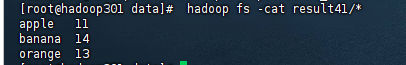 [root@hadoop301 data]# hadoop fs -cat result41/*
apple 11
banana 14
orange 13